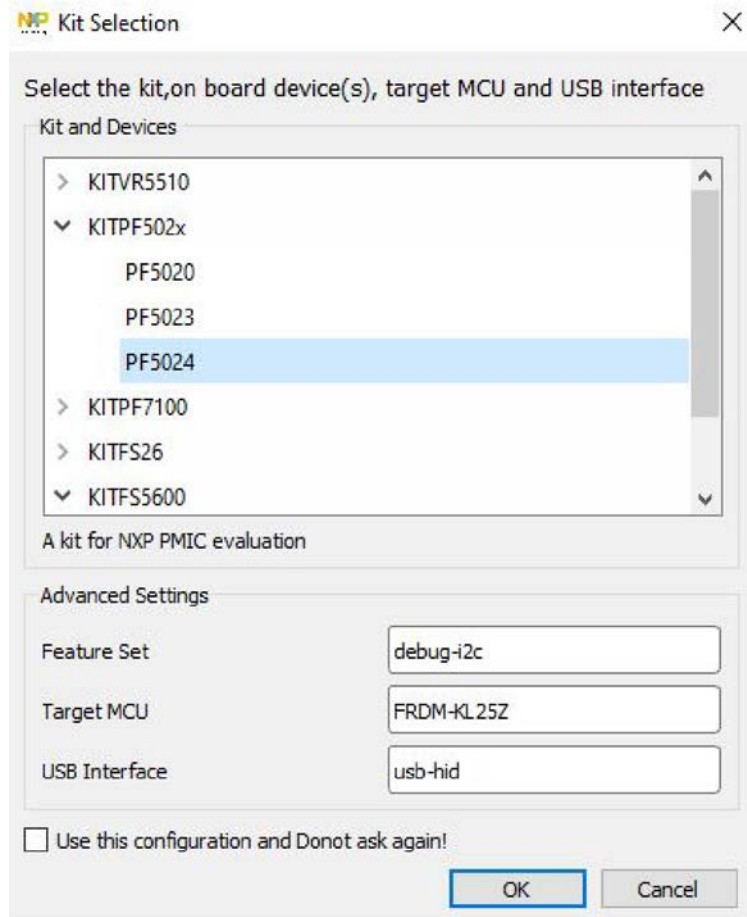 NXP Kit Selection
Select the kit,on board device(s), target MCU and USB interface
Kit and Devices
KITVR5510
KITPF502x
PF5020
PF5023
PF5024
KITPF7100
KITFS26
KITFS5600
A kit for NXP PMIC evaluation
Advanced Settings
Feature Set debug-i2c
Target MCU FRDM-KL25Z
USB Interface usb-hid
Use this configuration and Donot ask again!
OK Cancel